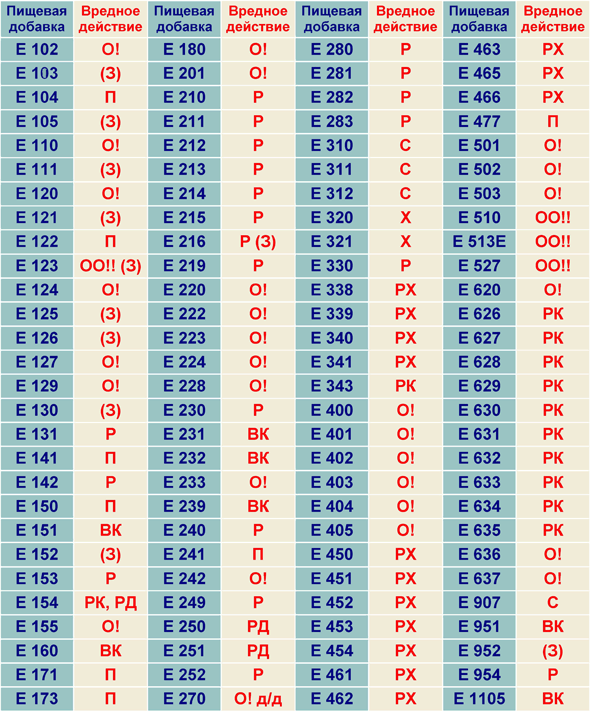 Пищевая добавка Вредное действие Пищевая добавка Вредное действие Пищевая добавка Вредное действие Пищевая добавка Вредное действие
Е 102 О! Е 180 О! Е 280 Р Е 463 РХ
Е 103 (З) Е 201 О! Е 281 Р Е 465 РХ
Е 104 П Е 210 Р Е 282 Р Е 466 РХ
Е 105 (З) Е 211 Р Е 283 Р Е 477 П
Е 110 О! Е 212 Р Е 310 С Е 501 О!
Е 111 (З) Е 213 Р Е 311 С Е 502 О!
Е 120 О! Е 214 Р Е 312 С Е 503 О!
Е 121 (З) Е 215 Р Е 320 Х Е 510 ОО!!
Е 122 П Е 216 Р (З) Е 321 Х Е 513Е ОО!!
Е 123 ОО!! (З) Е 219 Р Е 330 Р Е 527 ОО!!
Е 124 О! Е 220 О! Е 338 РХ Е 620 О!
Е 125 (З) Е 222 О! Е 339 РХ Е 626 РК
Е 126 (З) Е 223 О! Е 340 РХ Е 627 РК
Е 127 О! Е 224 О! Е 341 РХ Е 628 РК
Е 129 О! Е 228 О! Е 343 РК Е 629 РК
Е 130 (З) Е 230 Р Е 400 О! Е 630 РК
Е 131 Р Е 231 ВК Е 401 О! Е 631 РК
Е 141 П Е 232 ВК Е 402 О! Е 632 РК
Е 142 Р Е 233 О! Е 403 О! Е 633 РК
Е 150 П Е 239 ВК Е 404 О! Е 634 РК
Е 151 ВК Е 240 Р Е 405 О! Е 635 РК
Е 152 (З) Е 241 П Е 450 РХ Е 636 О!
Е 153 Р Е 242 О! Е 451 РХ Е 637 О!
Е 154 РК, РД Е 249 Р Е 452 РХ Е 907 С
Е 155 О! Е 250 РД Е 453 РХ Е 951 ВК
Е 160 ВК Е 251 РД Е 454 РХ Е 952 (З)
Е 171 П Е 252 Р Е 461 РХ Е 954 Р
Е 173 П Е 270 О! д/д Е 462 РХ Е 1105 ВК